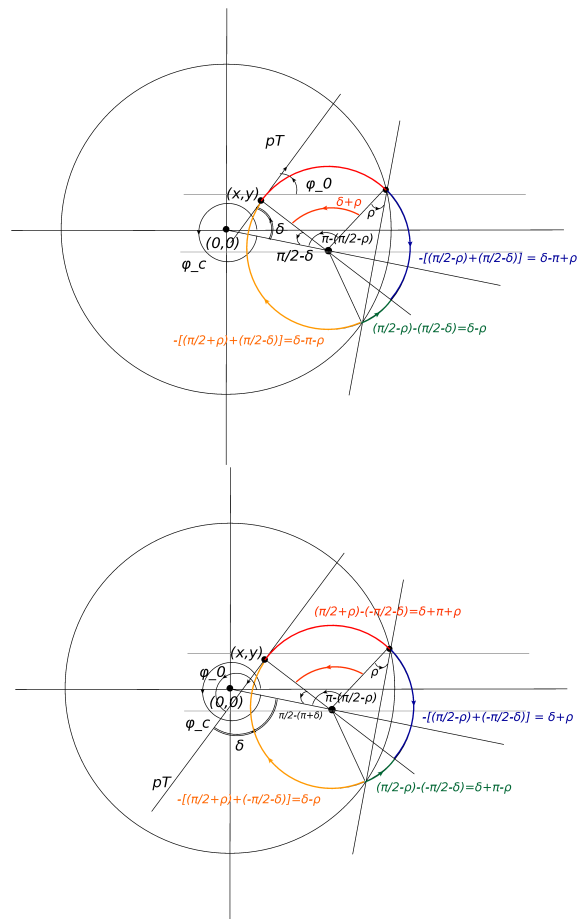 pT
φ_0
(x,y)
δ+ρ
ρ
δ
(0,0)
π-(π/2-ρ)
π/2-δ
-[(π/2-ρ)+(π/2-δ)] = δ-π+ρ
φ_c
(π/2-ρ)-(π/2-δ)=δ-ρ
-[(π/2+ρ)+(π/2-δ)]=δ-π-ρ
(π/2+ρ)-(-π/2-δ)=δ+π+ρ
(x,y)
φ_0
ρ
(0,0)
π-(π/2-ρ)
π/2-(π+δ)
-[(π/2-ρ)+(-π/2-δ)] = δ+ρ
φ_c
δ
pT
(π/2-ρ)-(-π/2-δ)=δ+π-ρ
-[(π/2+ρ)+(-π/2-δ)]=δ-ρ